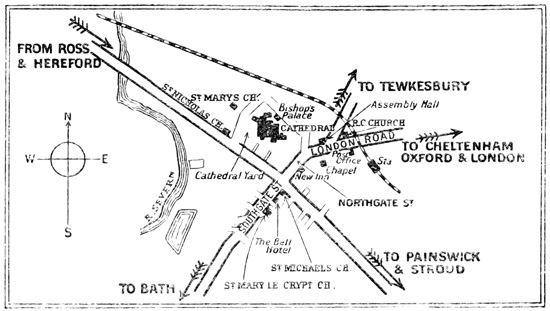 FROM ROSS
& HEREFORD
TO TEWKESBURY
ST MARYS CH.
Bishop's
Palace
Assembly Hall
R.C. CHURCH
ST NICHOLAS CH.
CATHEDRAL
LONDON ROAD
TO CHELTENHAM
OXFORD & LONDON
N
W
E
S
Cathedral Yard
New Inn
Post
Office
Chapel
Sta
R. SEVERN
NORTHGATE ST
SOUTHGATE ST
The Bell
Hotel
ST MICHAELS CH
ST MARY LE CRYPT CH.
TO PAINSWICK
& STROUD
TO BATH